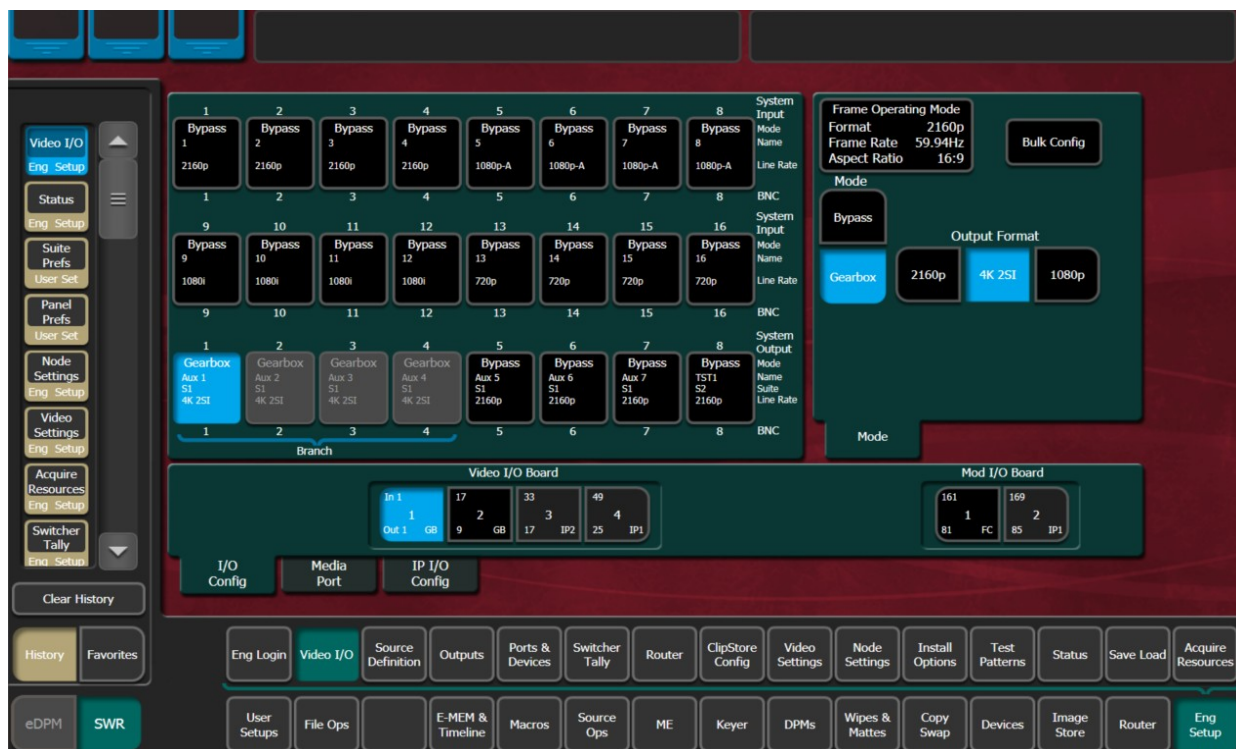 Video I/O
Eng Setup
Status
Eng Setup
Suite
Prefs
User Set
Panel
Prefs
User Set
Node
Settings
Eng Setup
Video
Settings
Eng Setup
Acquire
Resources
Eng Setup
Switcher
Tally
Eng Setup
Clear History
History Favorites
eDPM SWR
1 2 3 4 5 6 7 8 System Input
Bypass Bypass Bypass Bypass Bypass Bypass Bypass Bypass Mode
1 2 3 4 5 6 7 8 Name
2160p 2160p 2160p 2160p 1080p-A 1080p-A 1080p-A 1080p-A Line Rate
1 2 3 4 5 6 7 8 BNC
9 10 11 12 13 14 15 16 System Input
Bypass Bypass Bypass Bypass Bypass Bypass Bypass Bypass Mode
9 10 11 12 13 14 15 16 Name
1080i 1080i 1080i 1080i 720p 720p 720p 720p Line Rate
9 10 11 12 13 14 15 16 BNC
1 2 3 4 5 6 7 8 System Output
Gearbox Gearbox Gearbox Gearbox Bypass Bypass Bypass Bypass Mode
Aux 1 Aux 2 Aux 3 Aux 4 Aux 5 Aux 6 Aux 7 TST1 Name
S1 S1 S1 S1 S1 S1 S1 S2 Suite
4K 2SI 4K 2SI 4K 2SI 4K 2SI 2160p 2160p 2160p 2160p Line Rate
1 2 3 4 5 6 7 8 BNC
Branch
Frame Operating Mode
Format 2160p
Frame Rate 59.94Hz
Aspect Ratio 16:9
Bulk Config
Mode
Bypass
Gearbox
Output Format
2160p 4K 2SI 1080p
Mode
Video I/O Board
In 1 17 33 49
1 2 3 4
Out 1 GB 9 GB 17 IP2 25 IP1
Mod I/O Board
161 169
1 2
81 FC 85 IP1
I/O
Config
Media
Port
IP I/O
Config
Eng Login
Video I/O
Source
Definition
Outputs
Ports &
Devices
Switcher
Tally
Router
ClipStore
Config
Video
Settings
Node
Settings
Install
Options
Test
Patterns
Status
Save Load
Acquire
Resources
User
Setups
File Ops
E-MEM &
Timeline
Macros
Source
Ops
ME
Keyer
DPMs
Wipes &
Mattes
Copy
Swap
Devices
Image
Store
Router
Eng
Setup